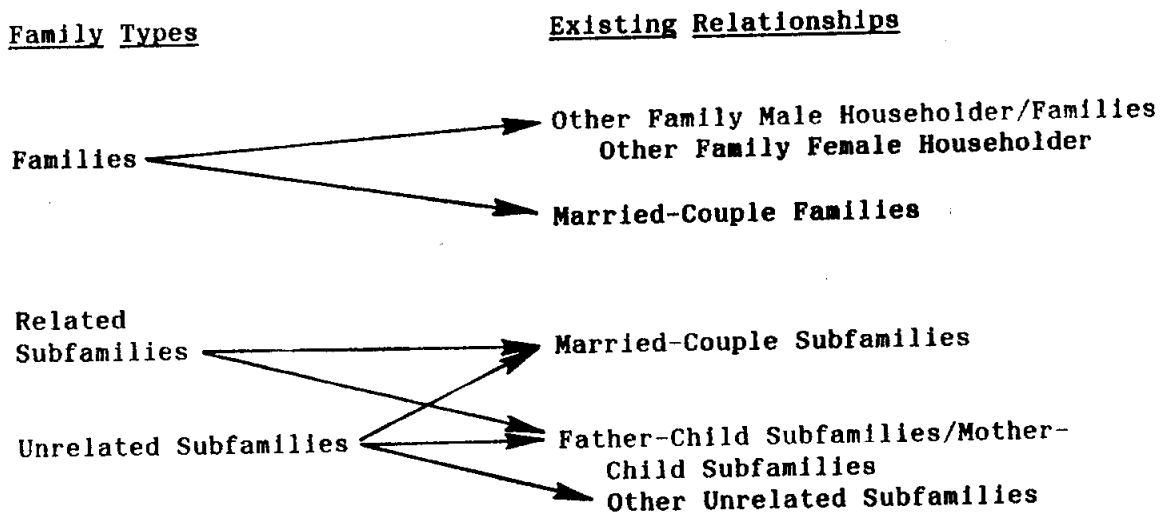 Family Types
Existing Relationships
Families
Other Family Male Householder/Families
Other Family Female Householder
Married-Couple Families
Related
Subfamilies
Married-Couple Subfamilies
Unrelated Subfamilies
Father-Child Subfamilies/Mother-
Child Subfamilies
Other Unrelated Subfamilies